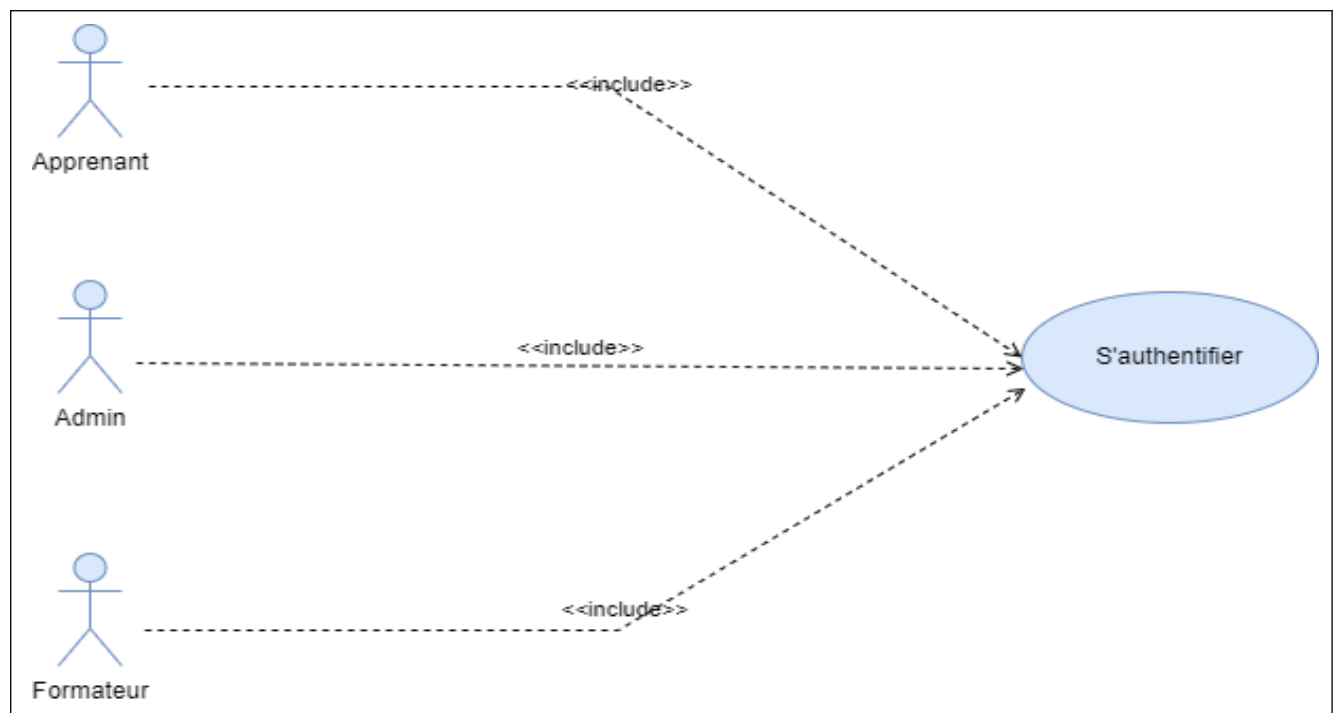 <<include>>
Apprenant
<<include>>
S'authentifier
Admin
<<include>>
Formateur